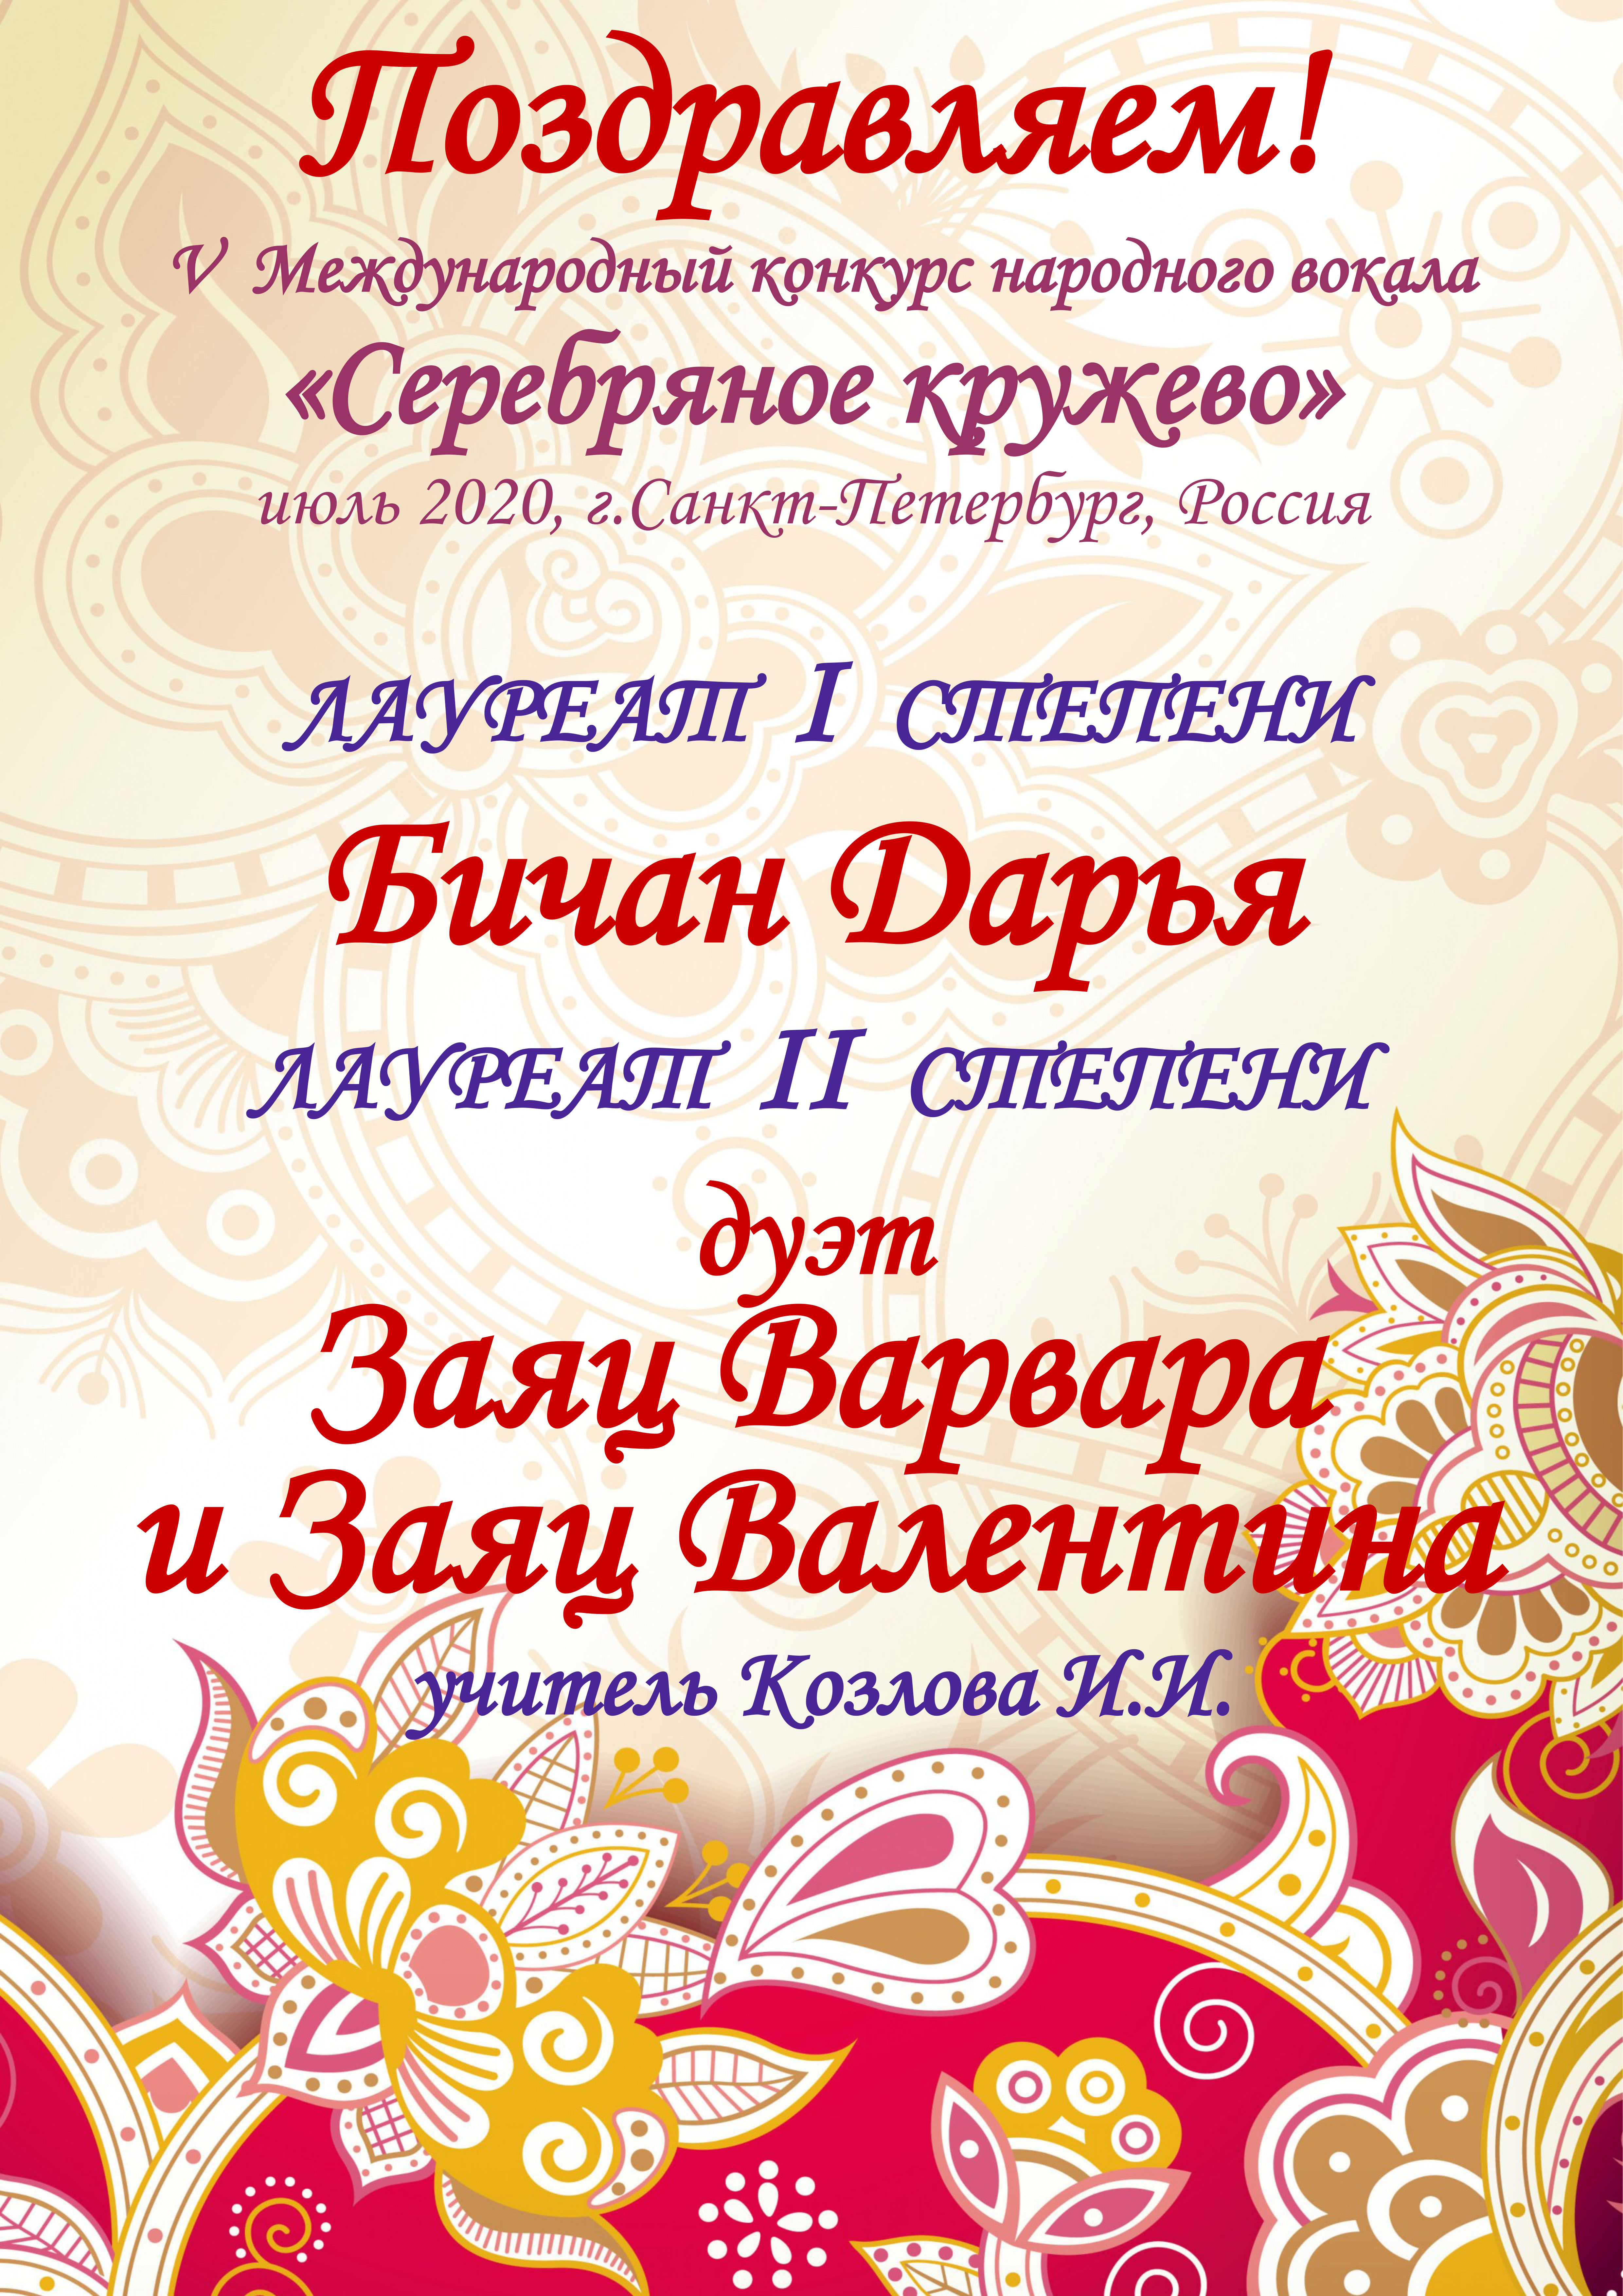 Поздравляем!
V Международный конкурс народного вокала
«Серебряное кружево»
июль 2020, г.Санкт-Петербург, Россия
ЛАУРЕАТ I СТЕПЕНИ
Бичан Дарья
ЛАУРЕАТ II СТЕПЕНИ
дуэт
Заяц Варвара
и Заяц Валентина
учитель Козлова И.И.